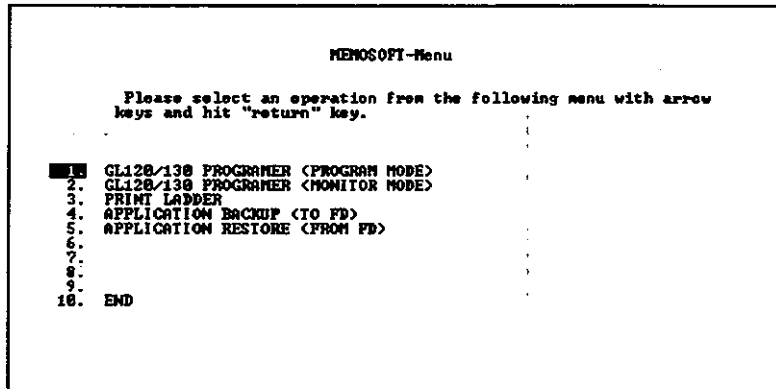 MEMOSOFT-Menu
Please select an operation from the following menu with arrow
keys and hit "return" key.
1. GL120/130 PROGRAMER (PROGRAM MODE)
2. GL120/130 PROGRAMER (MONITOR MODE)
3. PRINT LADDER
4. APPLICATION BACKUP (TO FD)
5. APPLICATION RESTORE (FROM FD)
6.
7.
8.
9.
10. END